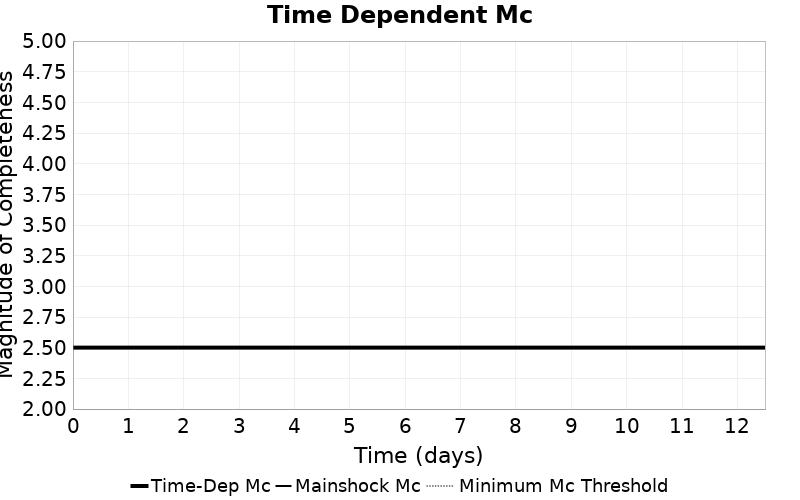 Time Dependent Mc
Magnitude of Completeness
5.00
4.75
4.50
4.25
4.00
3.75
3.50
3.25
3.00
2.75
2.50
2.25
2.00
0 1 2 3 4 5 6 7 8 9 10 11 12
Time (days)
Time-Dep Mc Mainshock Mc Minimum Mc Threshold